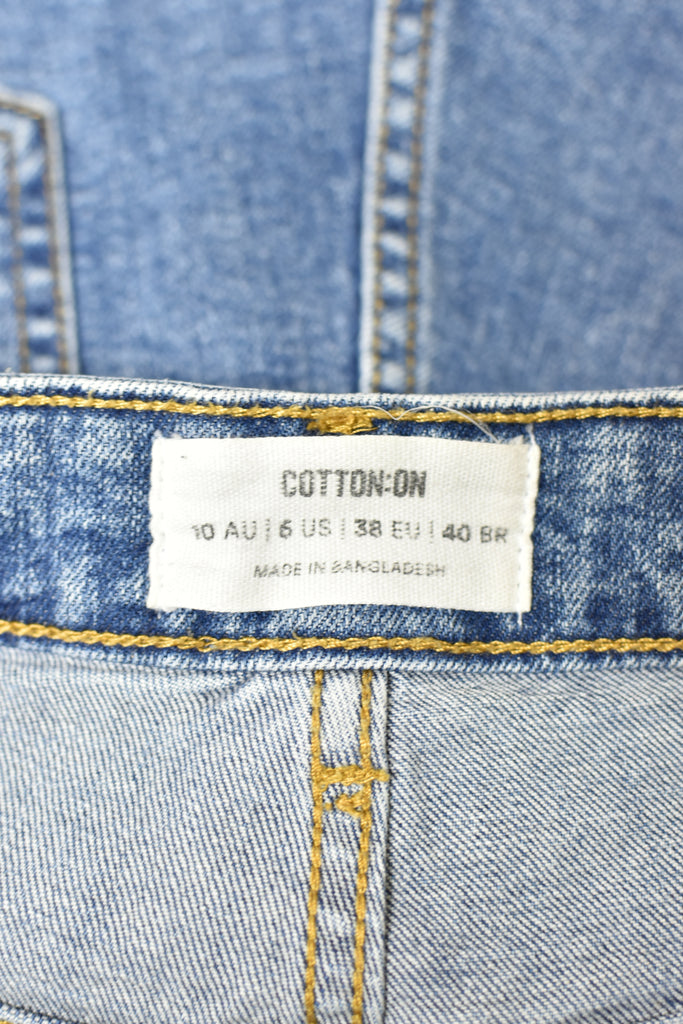 COTTON:ON
10 AU | 6 US | 38 EU | 40 BR
MADE IN BANGLADESH